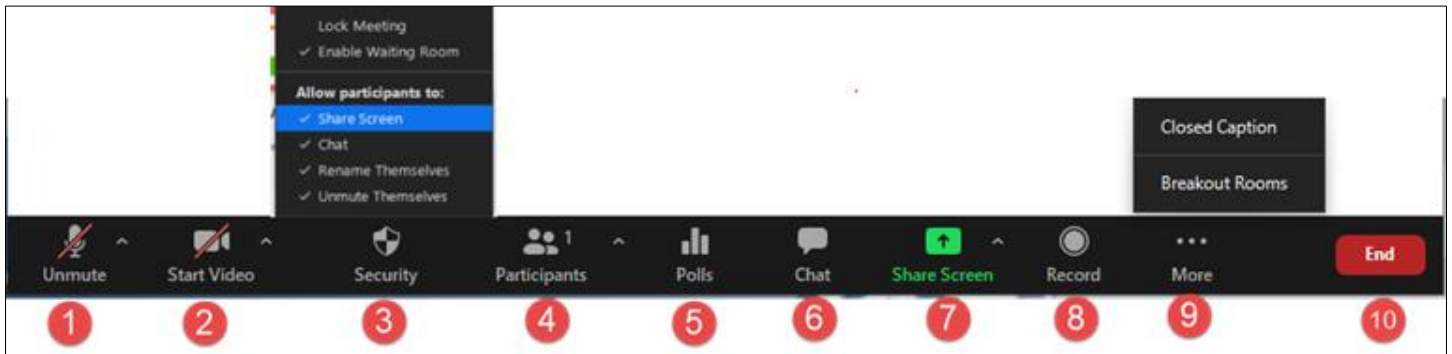 Lock Meeting
✓ Enable Waiting Room
Allow participants to:
✓ Share Screen
✓ Chat
✓ Rename Themselves
✓ Unmute Themselves
Closed Caption
Breakout Rooms
1
Unmute
Start Video
Security
Participants
Polls
Chat
Share Screen
Record
More
End
1
2
3
4
5
6
7
8
9
10